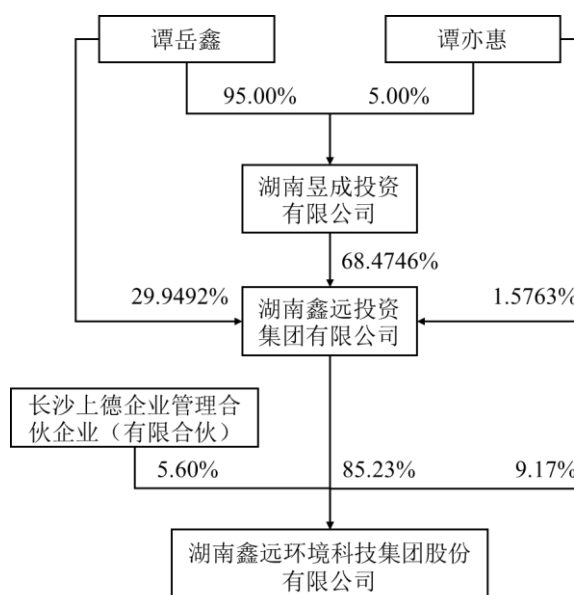 谭岳鑫
谭亦惠
95.00%
5.00%
湖南昱成投资
有限公司
68.4746%
29.9492%
湖南鑫远投资
集团有限公司
1.5763%
长沙上德企业管理合
伙企业（有限合伙）
5.60%
85.23%
9.17%
湖南鑫远环境科技集团股份
有限公司